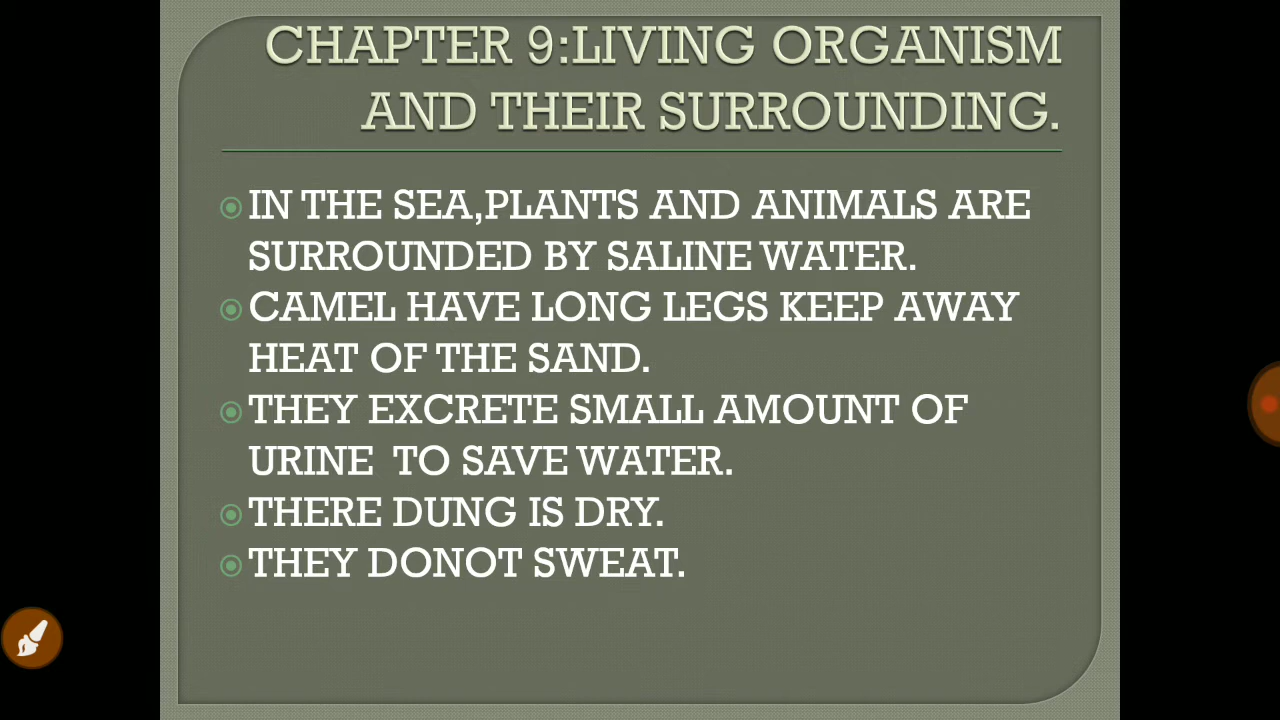 CHAPTER 9:LIVING ORGANISM
AND THEIR SURROUNDING.
IN THE SEA,PLANTS AND ANIMALS ARE
SURROUNDED BY SALINE WATER.
CAMEL HAVE LONG LEGS KEEP AWAY
HEAT OF THE SAND.
THEY EXCRETE SMALL AMOUNT OF
URINE  TO SAVE WATER.
THERE DUNG IS DRY.
THEY DONOT SWEAT.